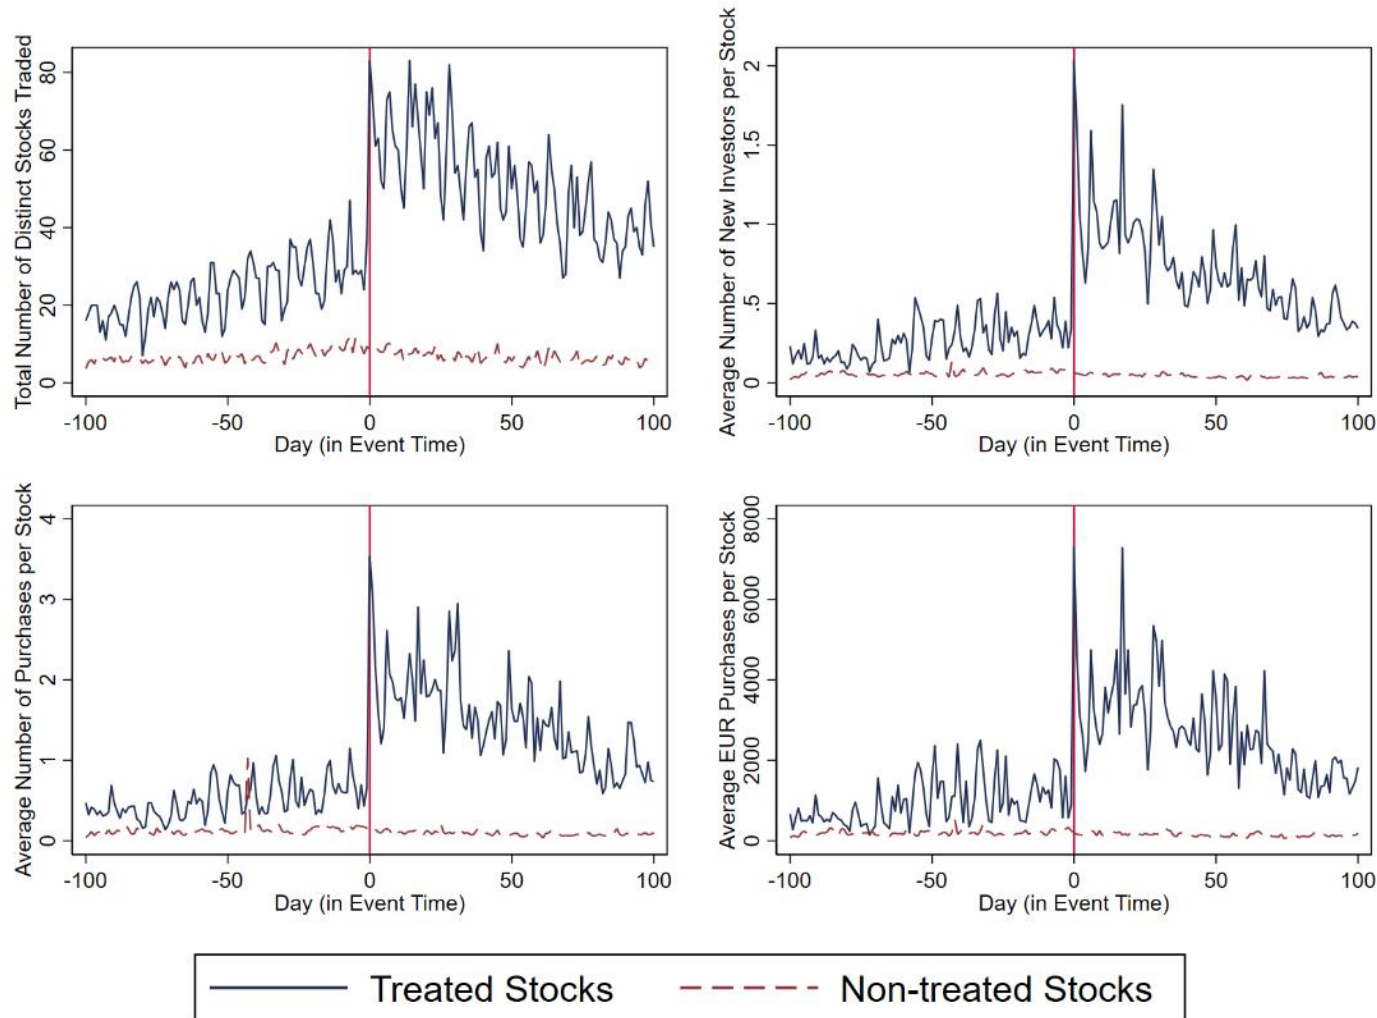 Total Number of Distinct Stocks Traded
80
60
40
20
0
-100 -50 0 50 100
Day (in Event Time)
Average Number of New Investors per Stock
2
1.5
1
.5
0
-100 -50 0 50 100
Day (in Event Time)
Average Number of Purchases per Stock
4
3
2
1
0
-100 -50 0 50 100
Day (in Event Time)
Average EUR Purchases per Stock
8000
6000
4000
2000
0
-100 -50 0 50 100
Day (in Event Time)
Treated Stocks Non-treated Stocks